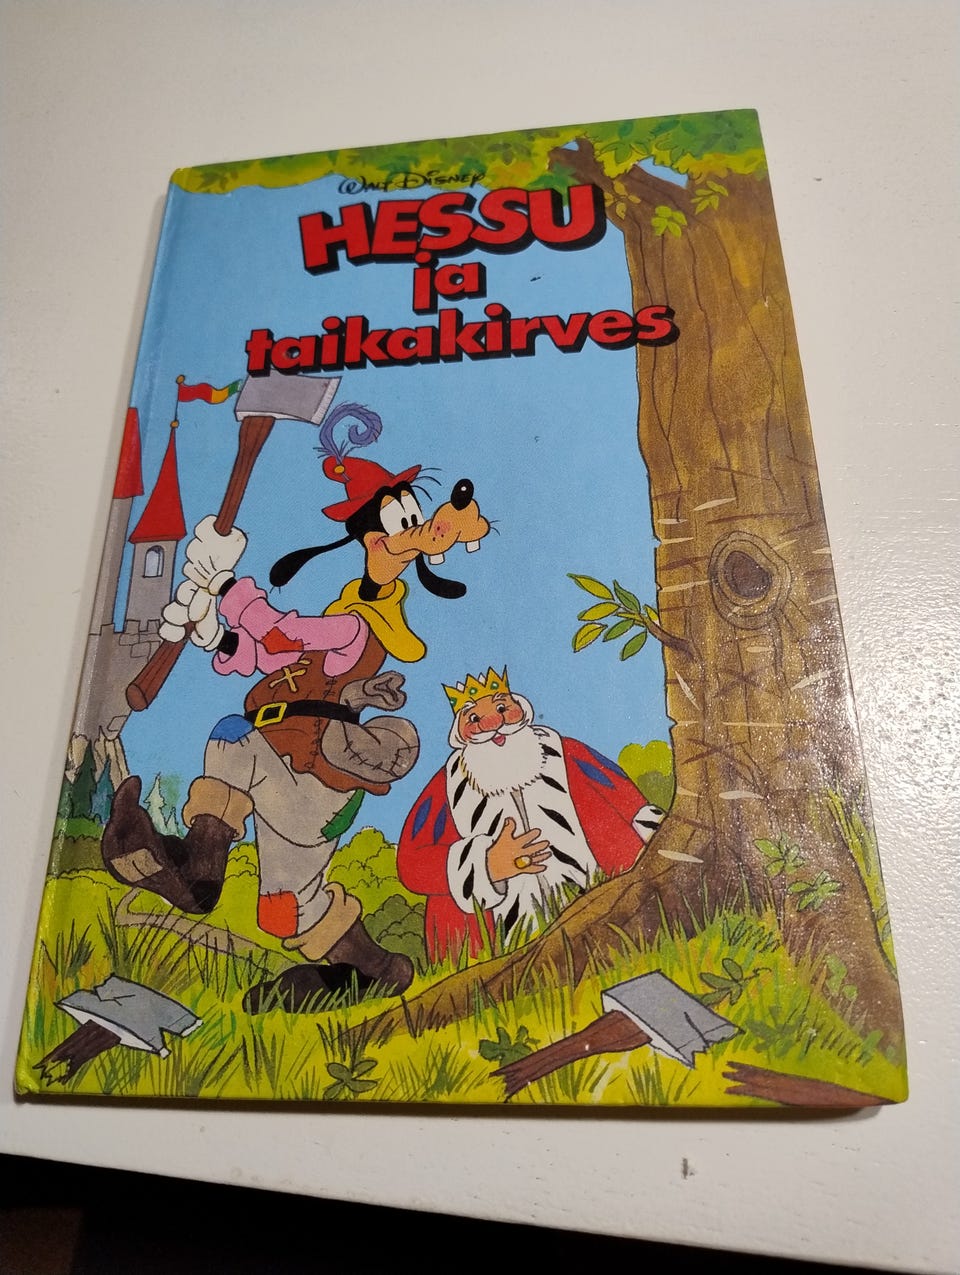 WALT DISNEY
HESSU
ja
taikakirves